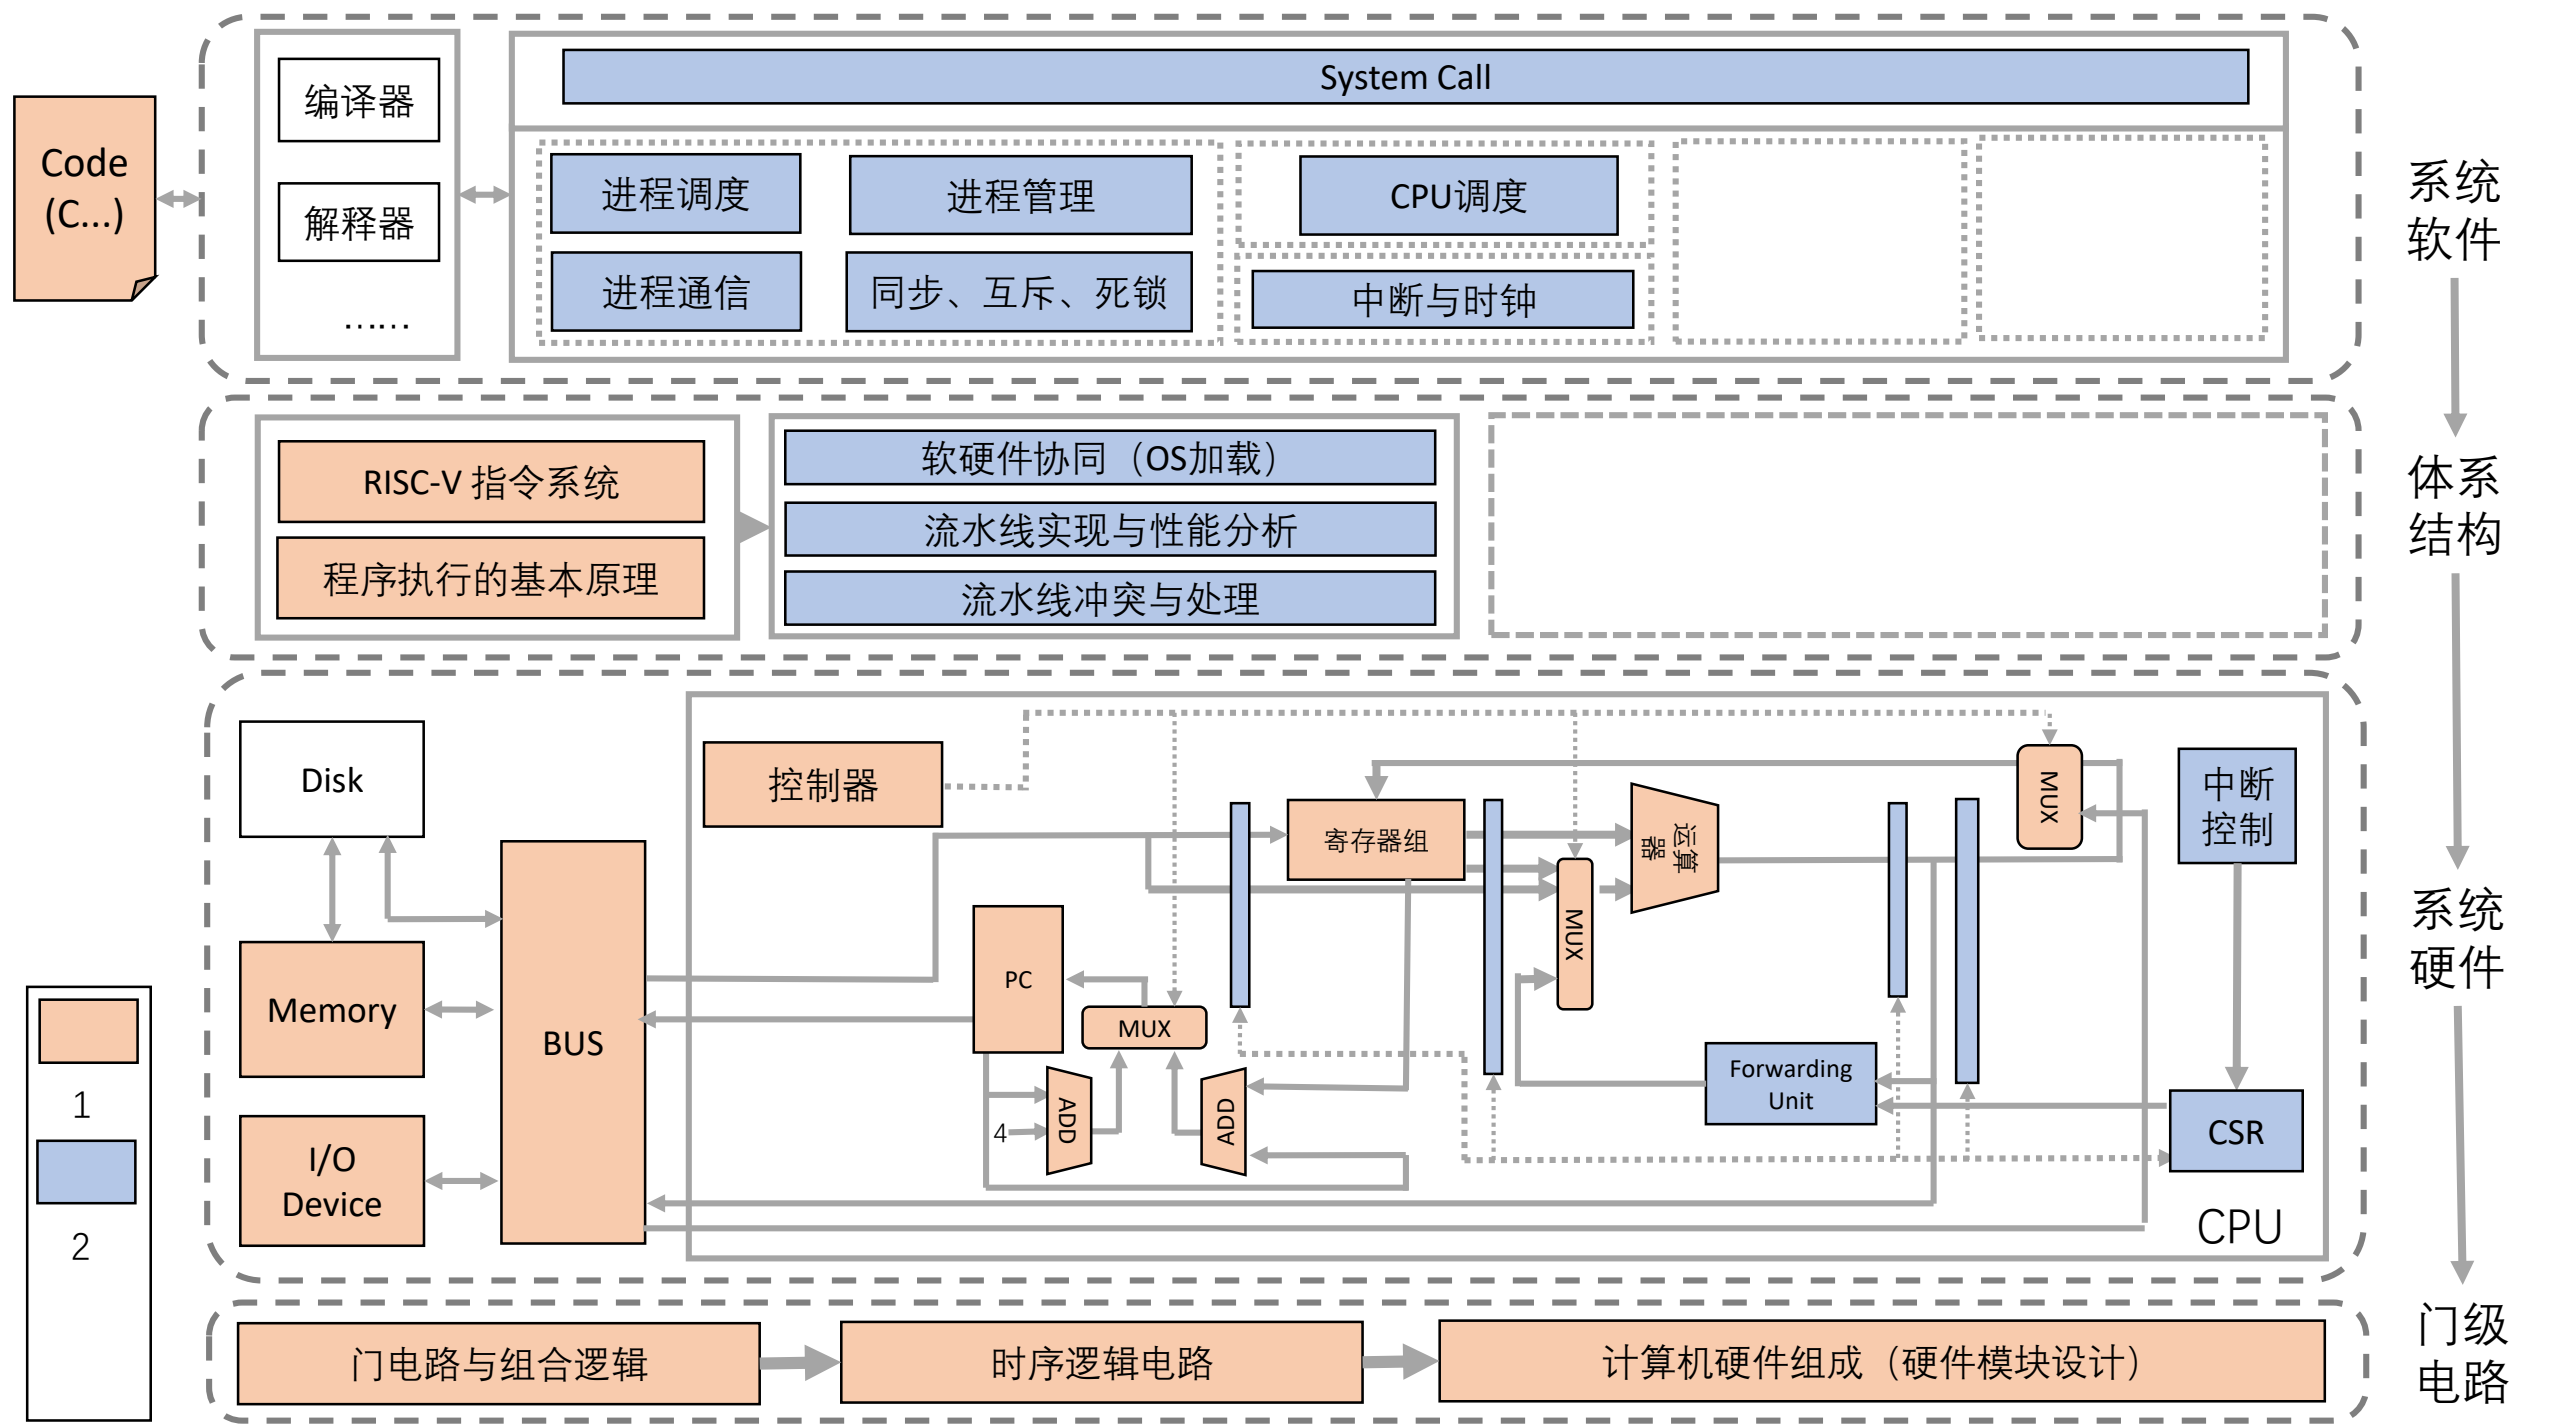 Code
(C...)
编译器
解释器
……
System Call
进程调度
进程管理
CPU调度
进程通信
同步、互斥、死锁
中断与时钟
系统
软件
RISC-V 指令系统
程序执行的基本原理
软硬件协同（OS加载）
流水线实现与性能分析
流水线冲突与处理
体系
结构
Disk
Memory
I/O
Device
BUS
控制器
PC
MUX
ADD
4
ADD
寄存器组
MUX
运算
器
Forwarding
Unit
MUX
中断
控制
CSR
CPU
系统
硬件
1
2
门电路与组合逻辑
时序逻辑电路
计算机硬件组成（硬件模块设计）
门级
电路